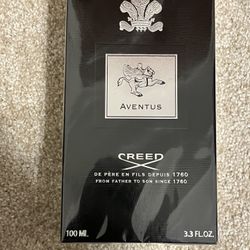 AVENTUS
CREED
DE PÈRE EN FILS DEPUIS 1760
FROM FATHER TO SON SINCE 1760
100 ML 3.3 FL.OZ.